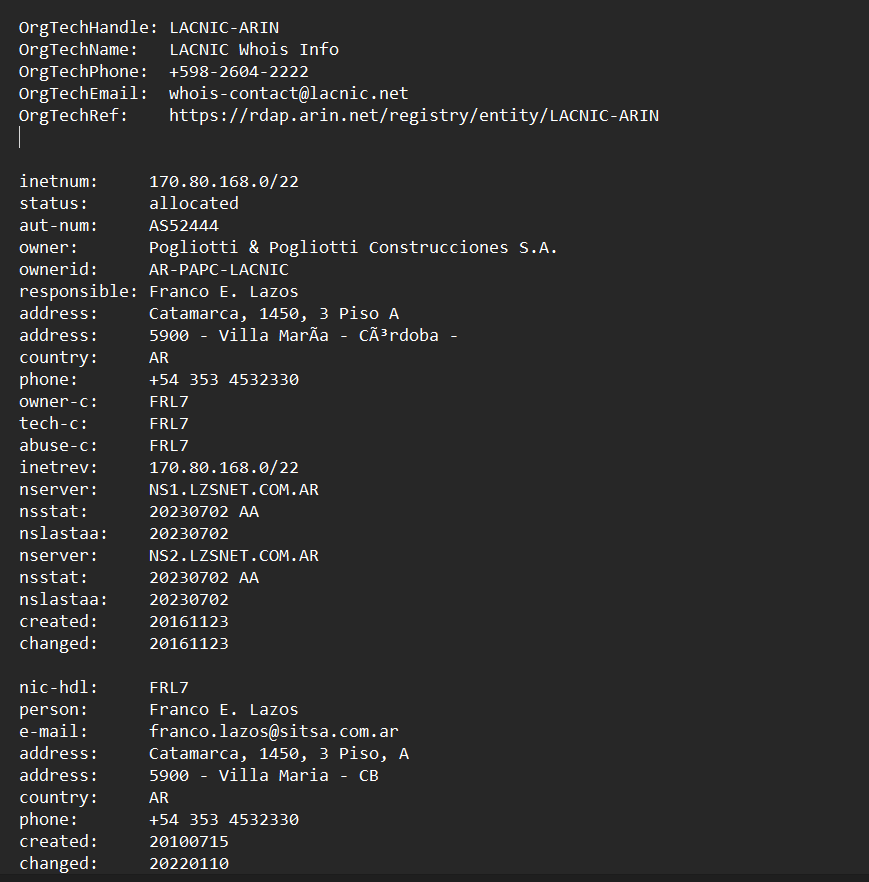 OrgTechHandle: LACNIC-ARIN
OrgTechName:   LACNIC Whois Info
OrgTechPhone:  +598-2604-2222
OrgTechEmail:  whois-contact@lacnic.net
OrgTechRef:    https://rdap.arin.net/registry/entity/LACNIC-ARIN
inetnum:     170.80.168.0/22
status:      allocated
aut-num:     AS52444
owner:       Pogliotti & Pogliotti Construcciones S.A.
ownerid:     AR-PAPC-LACNIC
responsible: Franco E. Lazos
address:     Catamarca, 1450, 3 Piso A
address:     5900 - Villa MarÃa - CÃ³rdoba -
country:     AR
phone:       +54 353 4532330
owner-c:     FRL7
tech-c:      FRL7
abuse-c:     FRL7
inetrev:     170.80.168.0/22
nserver:     NS1.LZSNET.COM.AR
nsstat:      20230702 AA
nslastaa:    20230702
nserver:     NS2.LZSNET.COM.AR
nsstat:      20230702 AA
nslastaa:    20230702
created:     20161123
changed:     20161123
nic-hdl:     FRL7
person:      Franco E. Lazos
e-mail:      franco.lazos@sitsa.com.ar
address:     Catamarca, 1450, 3 Piso, A
address:     5900 - Villa Maria - CB
country:     AR
phone:       +54 353 4532330
created:     20100715
changed:     20220110